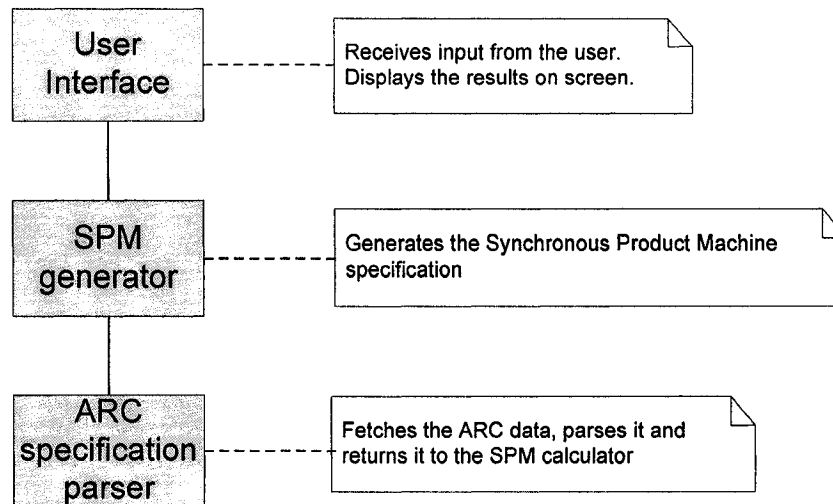 User
Interface
Receives input from the user.
Displays the results on screen.
SPM
generator
Generates the Synchronous Product Machine
specification
ARC
specification
parser
Fetches the ARC data, parses it and
returns it to the SPM calculator